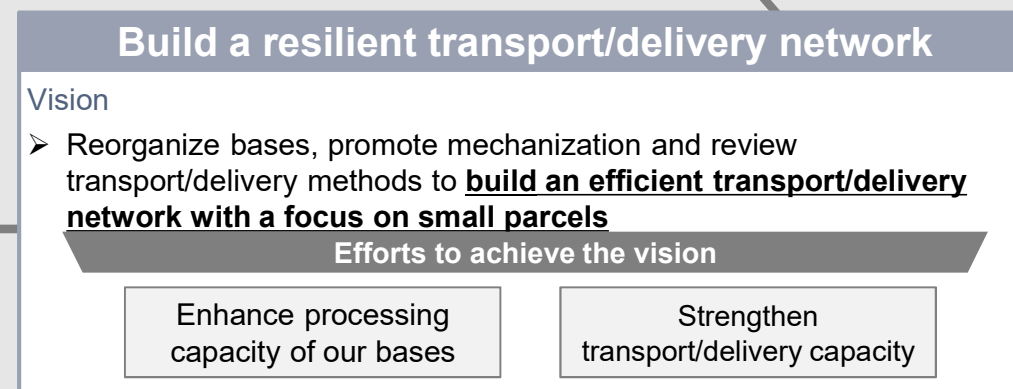 Build a resilient transport/delivery network
Vision
➢ Reorganize bases, promote mechanization and review
transport/delivery methods to build an efficient transport/delivery
network with a focus on small parcels
Efforts to achieve the vision
Enhance processing
capacity of our bases
Strengthen
transport/delivery capacity